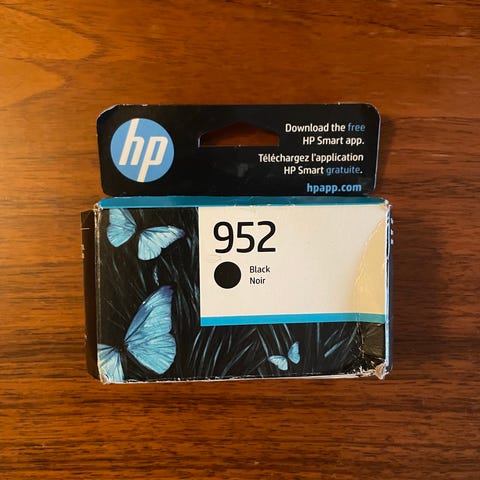 hp
Download the free
HP Smart app.
Téléchargez l'application
HP Smart gratuite.
hpapp.com
952
Black
Noir